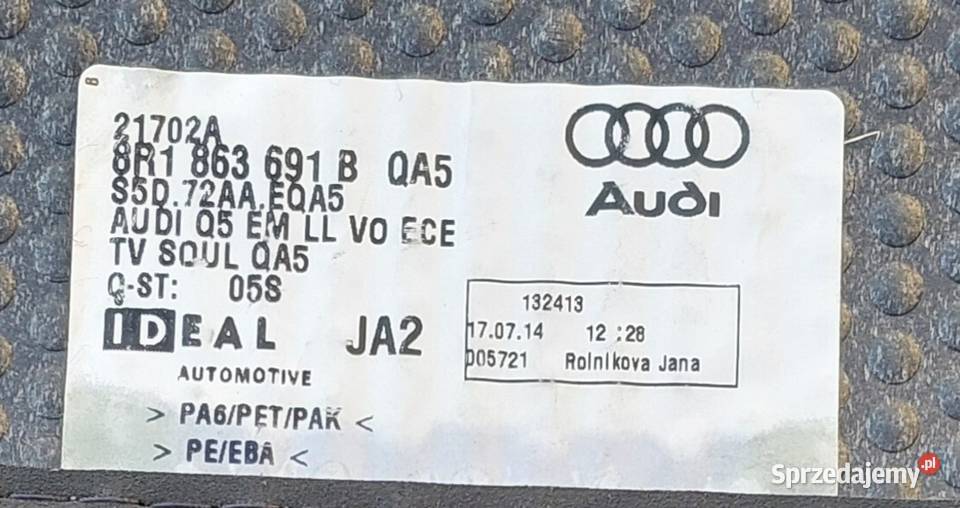 8
21702A
8R1 863 691 B QA5
S5D.72AA.EQA5
AUDI Q5 EM LL VO ECE
TV SOUL QA5
Q-ST: 05S
IDEAL JA2
AUTOMOTIVE
> PA6/PET/PAK <
> PE/EBA <
Audi
132413
17.07.14 12:28
D05721 Rolnikova Jana
Sprzedajemy.pl